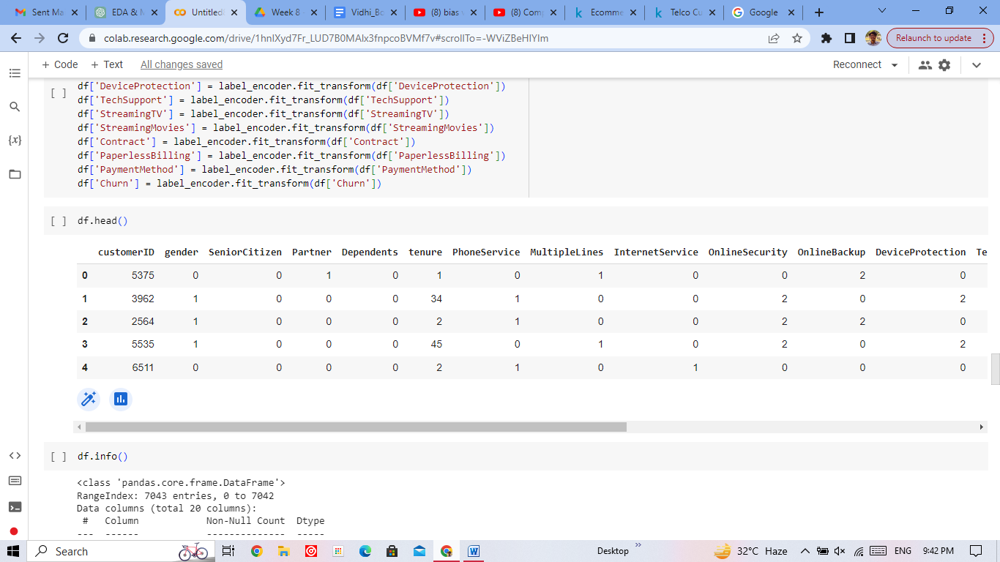 Sent Ma
EDA & M
Untitled
Week 8
Vidhi_Bo
(8) bias v
(8) Comp
Ecomme
Telco Cu
Google
colab.research.google.com/drive/1hnlXyd7Fr_LUD7B0MAlx3fnpcoBVMf7v#scrollTo=-WViZBeHIYIm
Relaunch to update
+ Code + Text All changes saved
Reconnect
[ ]
df['DeviceProtection'] = label_encoder.fit_transform(df['DeviceProtection'])
df['TechSupport'] = label_encoder.fit_transform(df['TechSupport'])
df['StreamingTV'] = label_encoder.fit_transform(df['StreamingTV'])
df['StreamingMovies'] = label_encoder.fit_transform(df['StreamingMovies'])
df['Contract'] = label_encoder.fit_transform(df['Contract'])
df['PaperlessBilling'] = label_encoder.fit_transform(df['PaperlessBilling'])
df['PaymentMethod'] = label_encoder.fit_transform(df['PaymentMethod'])
df['Churn'] = label_encoder.fit_transform(df['Churn'])
[ ] df.head()
customerID gender SeniorCitizen Partner Dependents tenure PhoneService MultipleLines InternetService OnlineSecurity OnlineBackup DeviceProtection Te
0 5375 0 0 1 0 1 0 1 0 0 2 0
1 3962 1 0 0 0 34 1 0 0 2 0 2
2 2564 1 0 0 0 2 1 0 0 2 2 0
3 5535 1 0 0 0 45 0 1 0 2 0 2
4 6511 0 0 0 0 2 1 0 1 0 0 0
[ ] df.info()
<class 'pandas.core.frame.DataFrame'>
RangeIndex: 7043 entries, 0 to 7042
Data columns (total 20 columns):
# Column Non-Null Count Dtype
--- ------ -------------- -----
{x}
<>
Search
Desktop
32°C Haze
ENG
9:42 PM